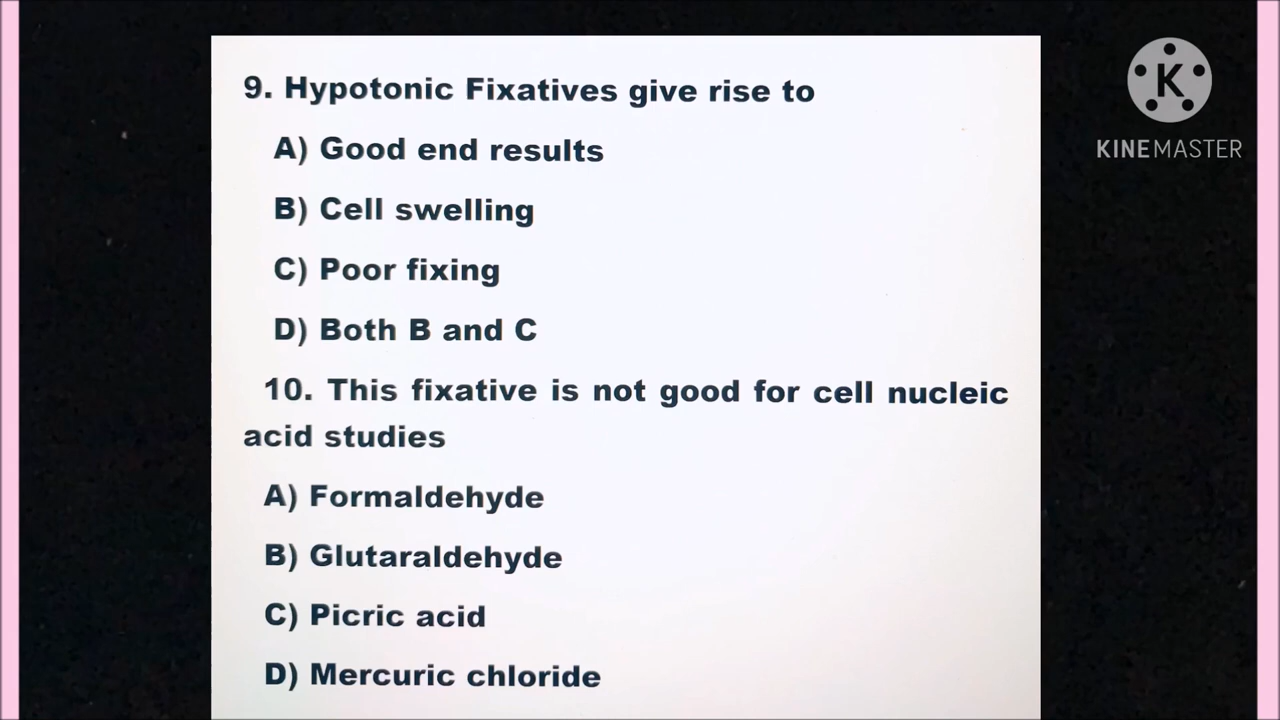 9. Hypotonic Fixatives give rise to
A) Good end results
B) Cell swelling
C) Poor fixing
D) Both B and C
10. This fixative is not good for cell nucleic
acid studies
A) Formaldehyde
B) Glutaraldehyde
C) Picric acid
D) Mercuric chloride
K
KINEMASTER